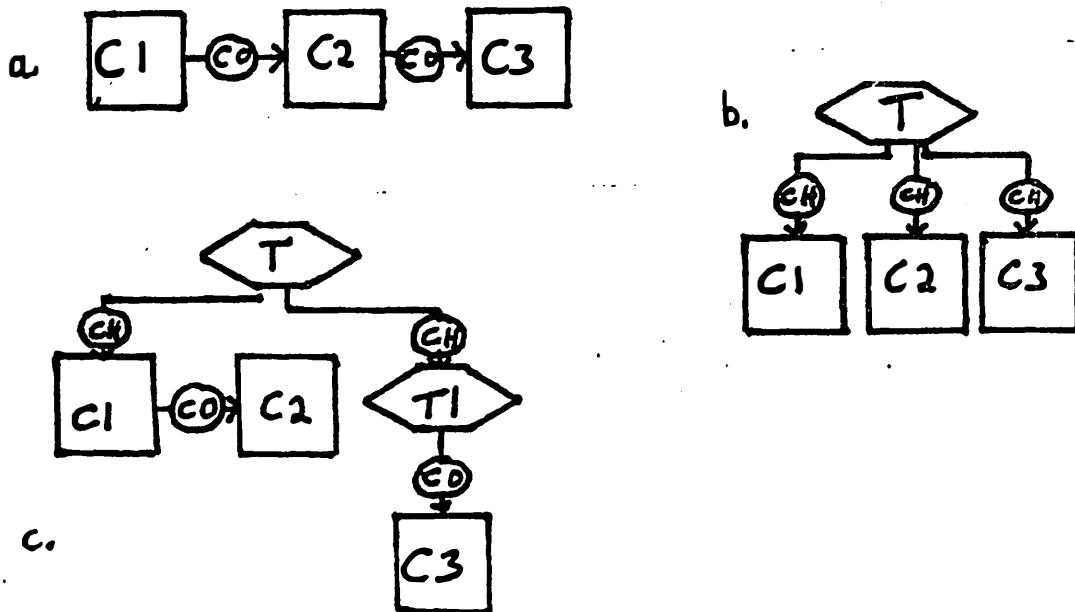 a. C1 CO C2 CO C3
b. T
CH CH CH
C1 C2 C3
T
CH CH
C1 CO C2 T1
CO
c. C3